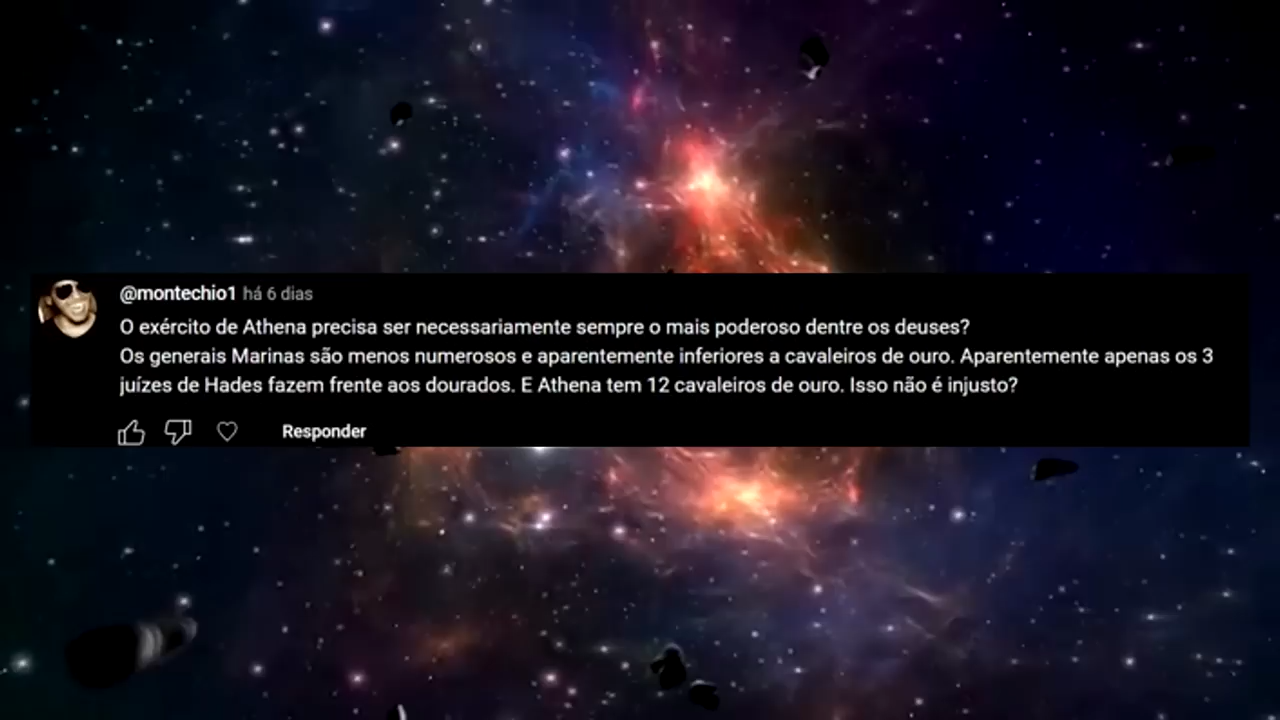 @montechio1 há 6 dias
O exército de Athena precisa ser necessariamente sempre o mais poderoso dentre os deuses?
Os generais Marinas são menos numerosos e aparentemente inferiores a cavaleiros de ouro. Aparentemente apenas os 3
juízes de Hades fazem frente aos dourados. E Athena tem 12 cavaleiros de ouro. Isso não é injusto?
Responder